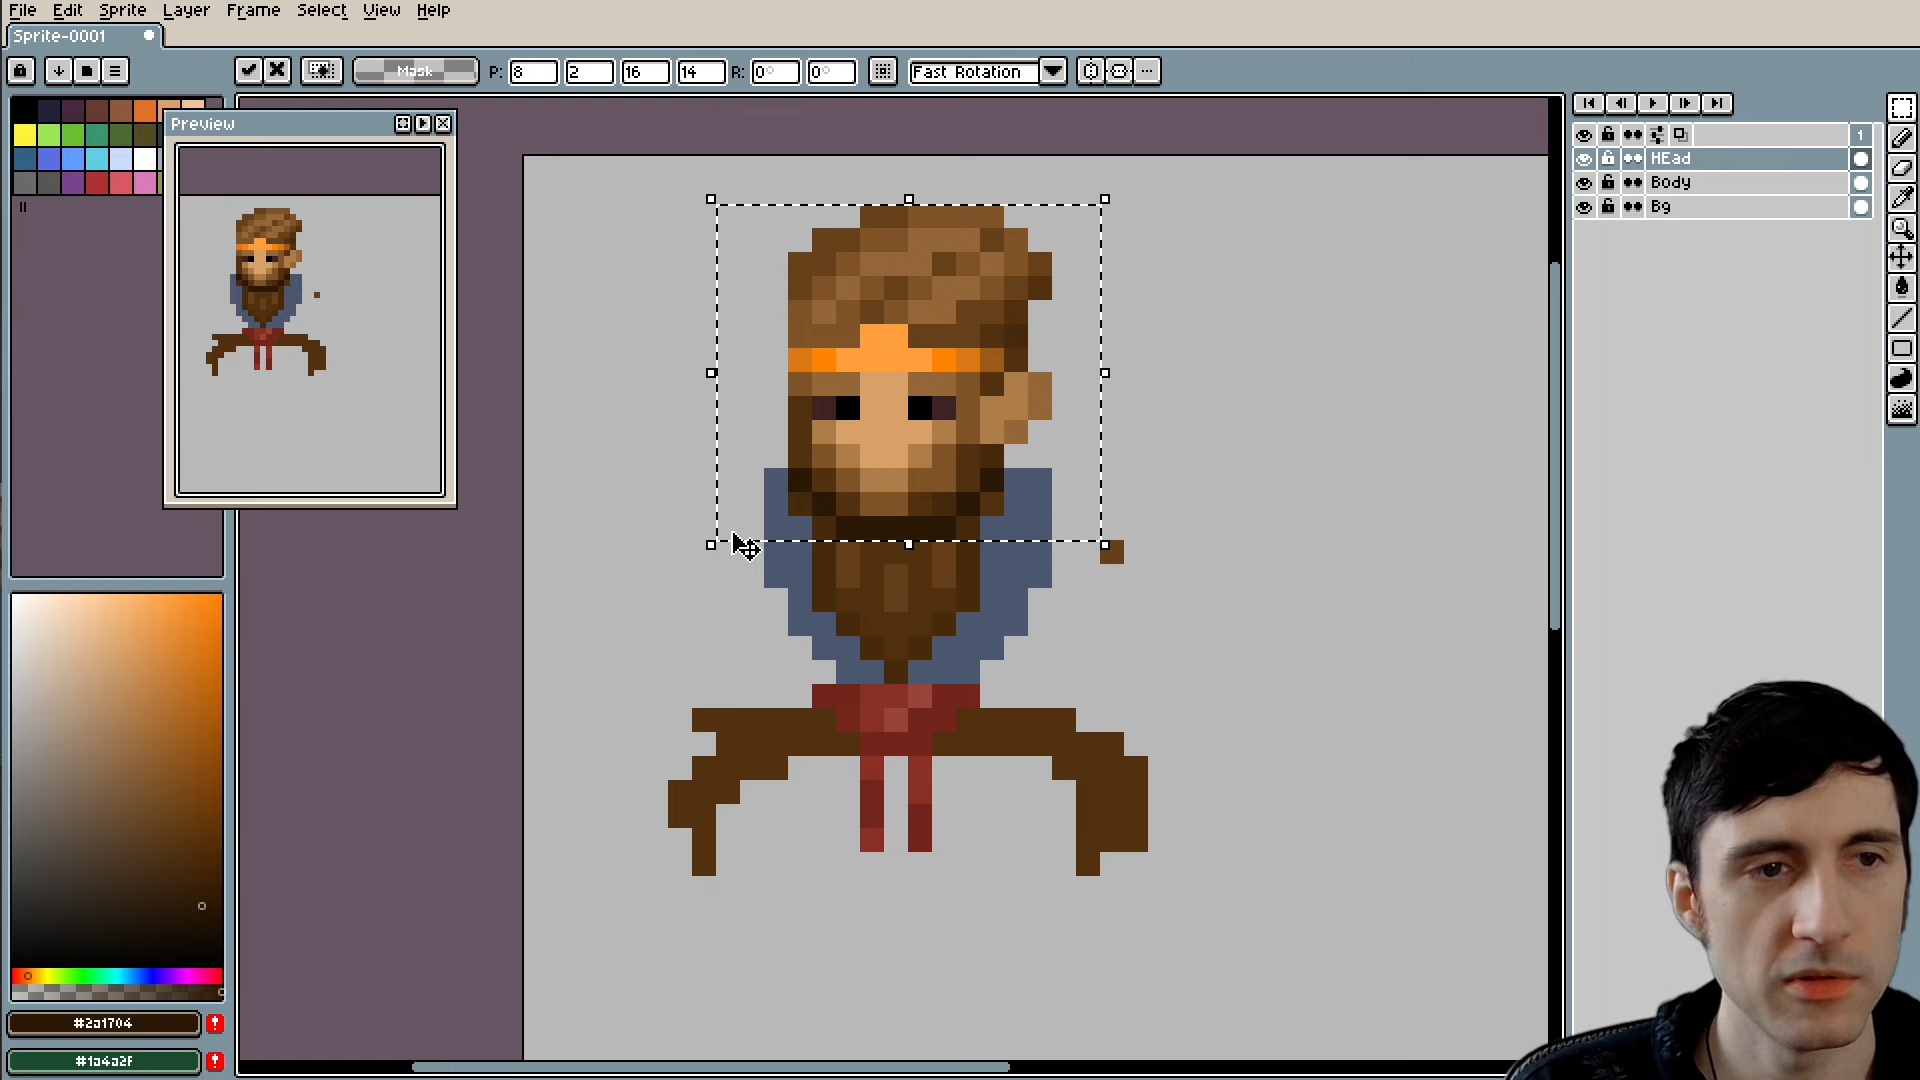 File Edit Sprite Layer Frame Select View Help
Sprite-0001
Mask P: 8 2 16 14 R: 0° 0° Fast Rotation
Preview
1
HEad
Body
Bg
#2a1704
#1a4a2f